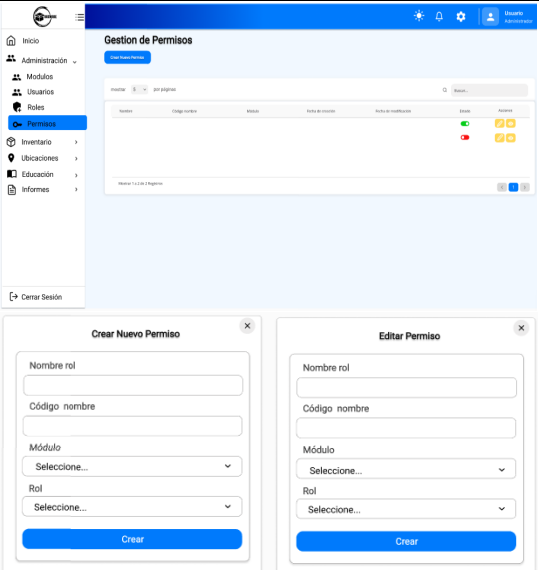 Usuario
Administrador
Inicio
Administración
Modulos
Usuarios
Roles
Permisos
Inventario
Ubicaciones
Educación
Informes
Cerrar Sesión
Gestion de Permisos
Crear Nuevo Permiso
mostrar 5 por páginas
Buscar...
Nombre Código nombre Módulo Fecha de creación Fecha de modificación Estado Acciones
Mostrar 1 a 2 de 2 Registros
1
Crear Nuevo Permiso
Nombre rol
Código nombre
Módulo
Seleccione...
Rol
Seleccione...
Crear
Editar Permiso
Nombre rol
Código nombre
Módulo
Seleccione...
Rol
Seleccione...
Crear